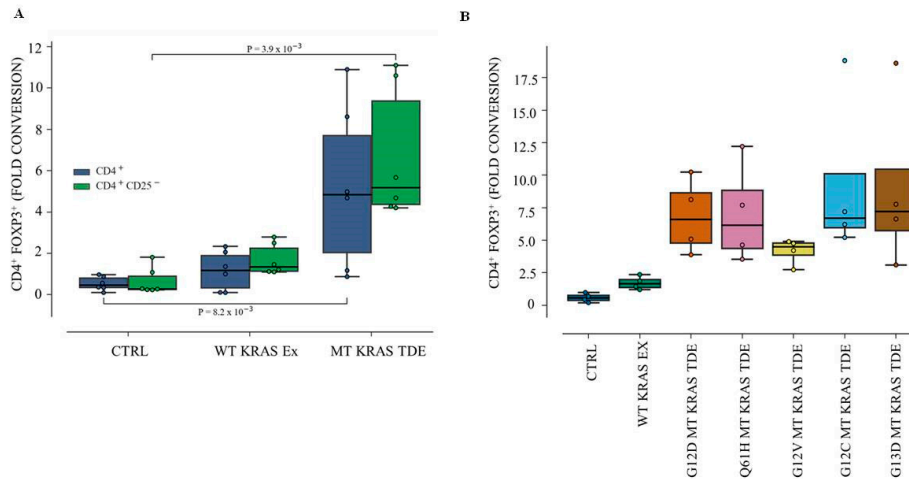 A
B
CD4+ FOXP3+ (FOLD CONVERSION)
12
10
8
6
4
2
0
P = 3.9 x 10−3
CD4+
CD4+ CD25−
P = 8.2 x 10−3
CTRL
WT KRAS Ex
MT KRAS TDE
CD4+ FOXP3+ (FOLD CONVERSION)
17.5
15.0
12.5
10.0
7.5
5.0
2.5
0.0
CTRL
WT KRAS EX
G12D MT KRAS TDE
Q61H MT KRAS TDE
G12V MT KRAS TDE
G12C MT KRAS TDE
G13D MT KRAS TDE